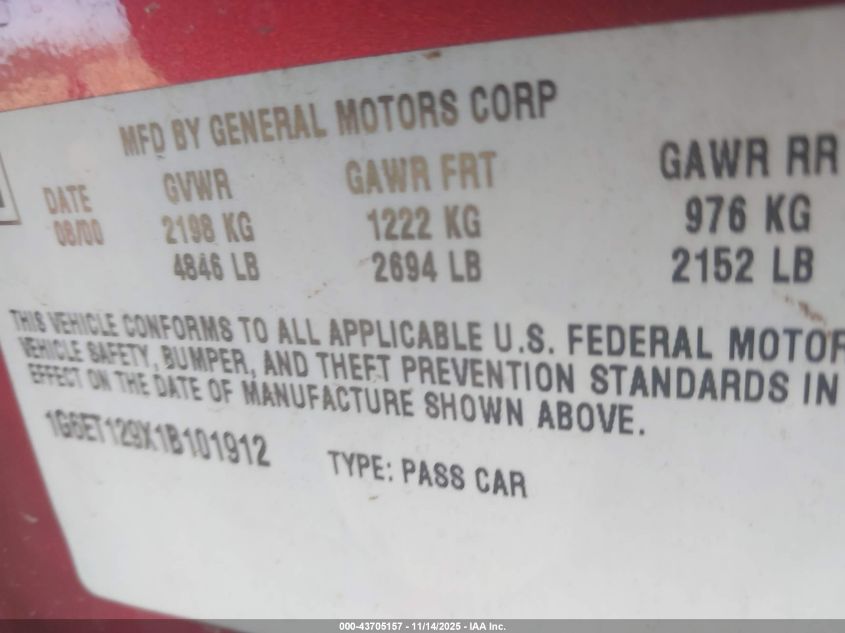 MFD BY GENERAL MOTORS CORP
DATE GVWR GAWR FRT GAWR RR
08/00 2198 KG 1222 KG 976 KG
4846 LB 2694 LB 2152 LB
THIS VEHICLE CONFORMS TO ALL APPLICABLE U.S. FEDERAL MOTOR
VEHICLE SAFETY, BUMPER, AND THEFT PREVENTION STANDARDS IN
EFFECT ON THE DATE OF MANUFACTURE SHOWN ABOVE.
1G6ET129X1B101912 TYPE: PASS CAR
000-43705157 - 11/14/2025 - IAA Inc.